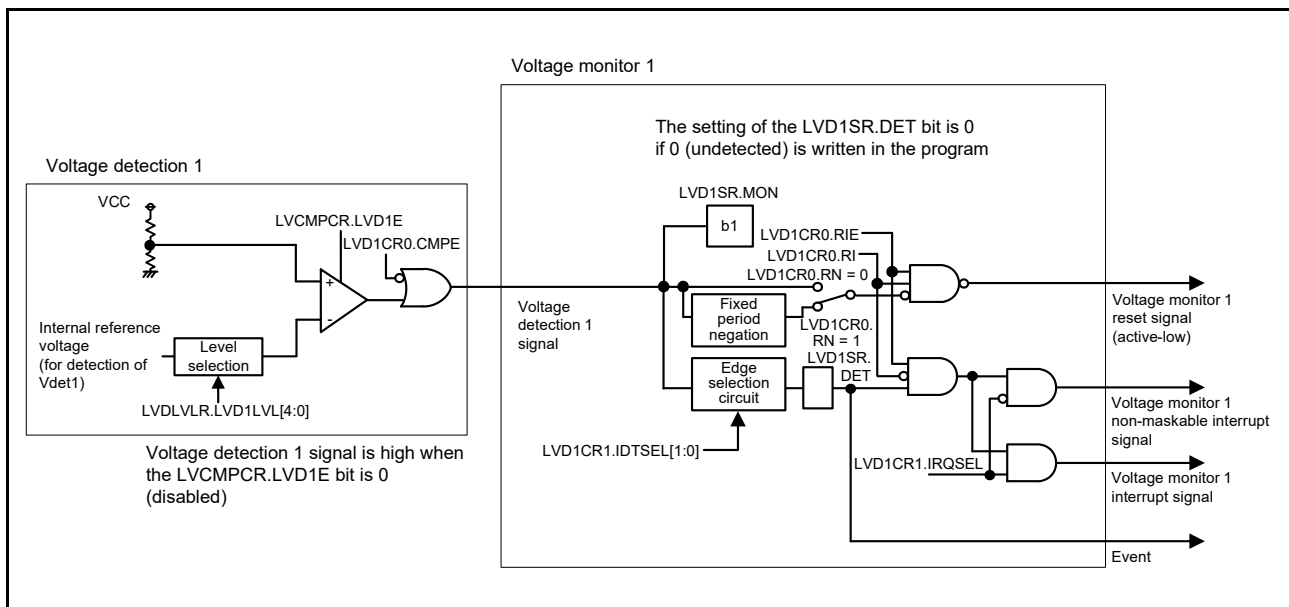 Voltage monitor 1
The setting of the LVD1SR.DET bit is 0
if 0 (undetected) is written in the program
Voltage detection 1
VCC
LVCMPCR.LVD1E
LVD1CR0.CMPE
+
-
Internal reference
voltage
(for detection of
Vdet1)
Level
selection
LVDLVLR.LVD1LVL[4:0]
Voltage detection 1 signal is high when
the LVCMPCR.LVD1E bit is 0
(disabled)
Voltage
detection 1
signal
LVD1SR.MON
b1
LVD1CR0.RIE
LVD1CR0.RI
LVD1CR0.RN = 0
Fixed
period
negation
LVD1CR0.
RN = 1
LVD1SR.
DET
Edge
selection
circuit
LVD1CR1.IDTSEL[1:0]
LVD1CR1.IRQSEL
Voltage monitor 1
reset signal
(active-low)
Voltage monitor 1
non-maskable interrupt
signal
Voltage monitor 1
interrupt signal
Event